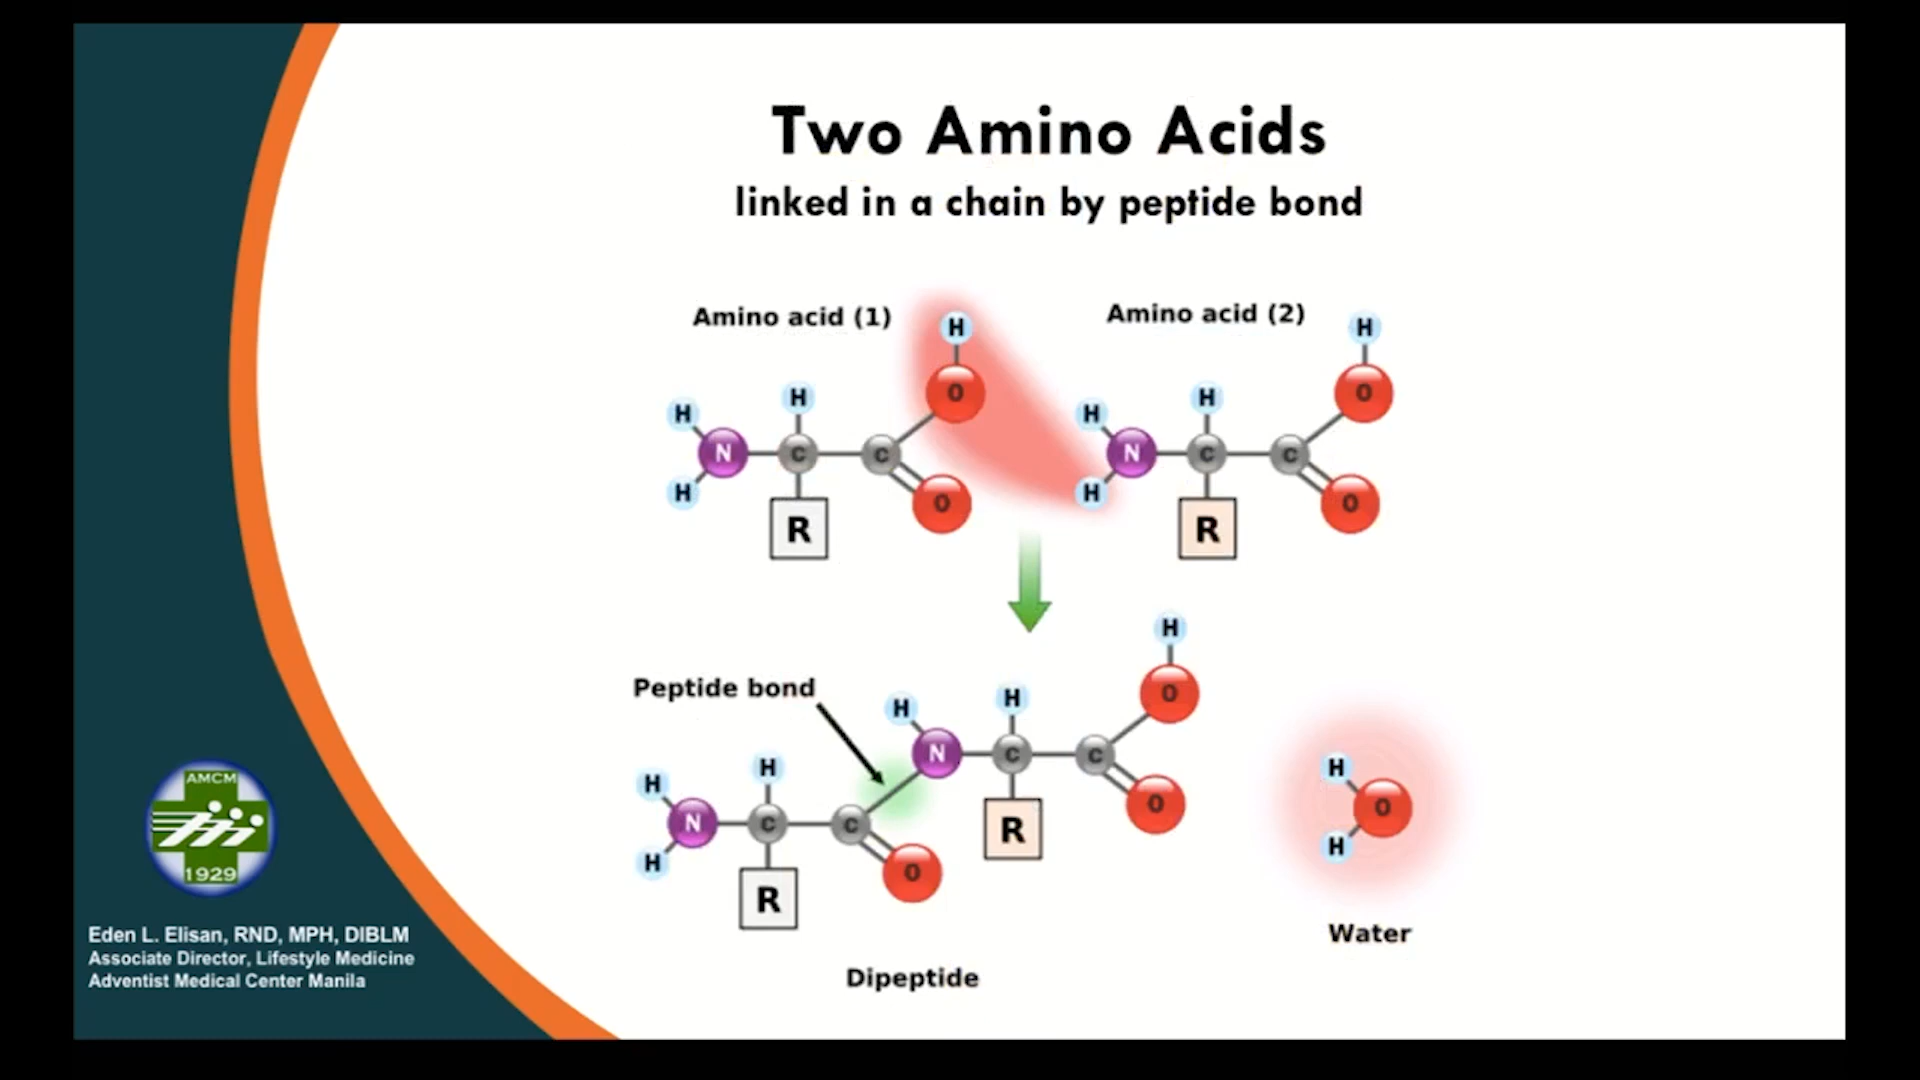 Two Amino Acids
linked in a chain by peptide bond
Amino acid (1)
Amino acid (2)
H
H
H
H
H
H
O
O
H
H
N
C
C
N
C
C
H
H
O
O
R
R
H
Peptide bond
H
H
O
N
C
C
H
H
H
O
O
H
N
C
C
R
H
H
O
R
Water
Dipeptide
AMCM
1929
Eden L. Elisan, RND, MPH, DIBLM
Associate Director, Lifestyle Medicine
Adventist Medical Center Manila